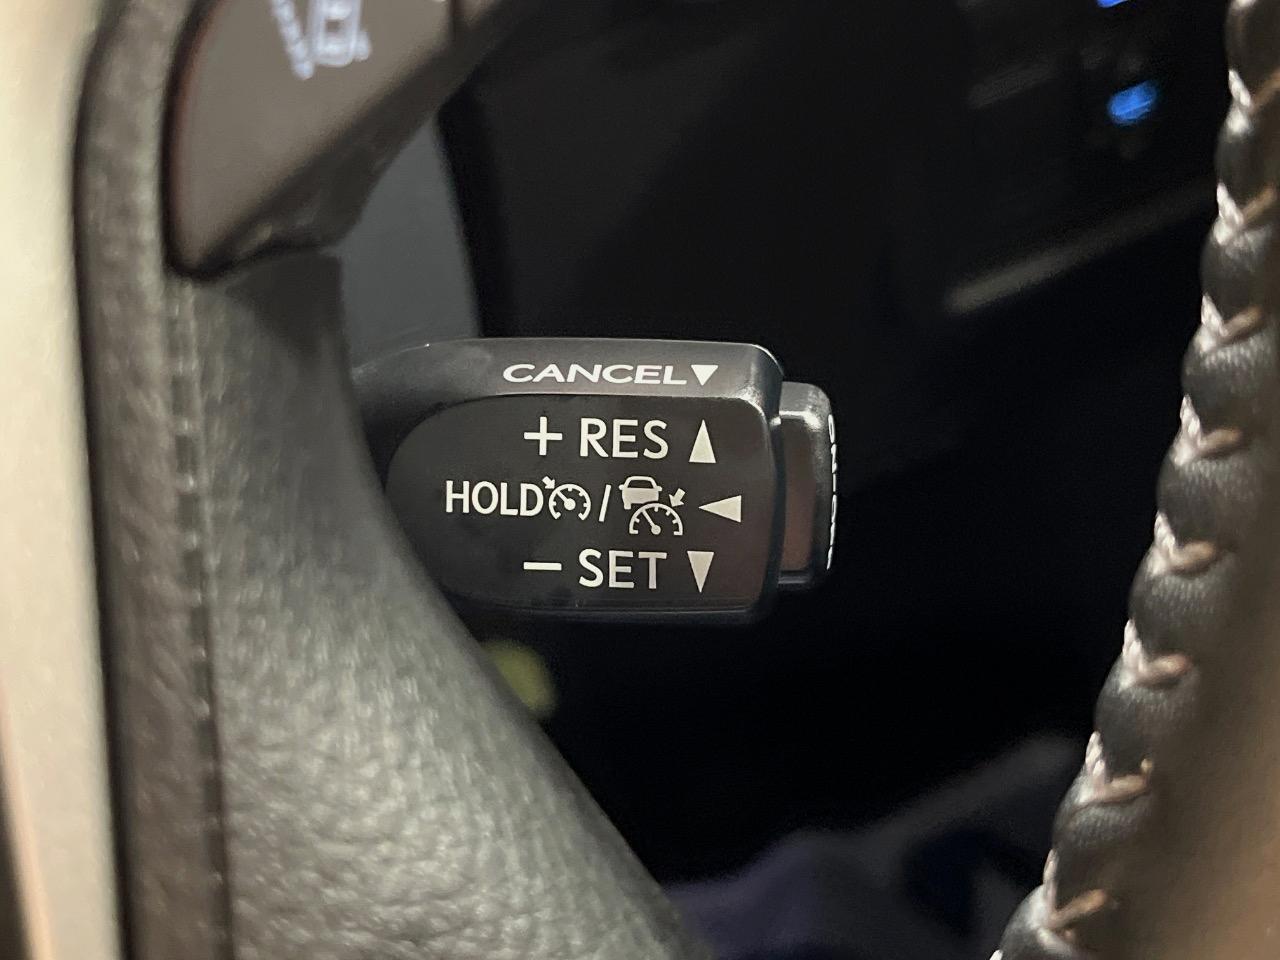 CANCEL▼
+ RES ▲
HOLD / ◀
− SET ▼